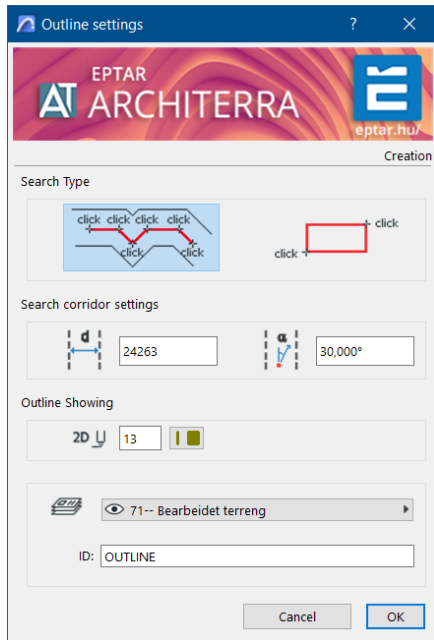 Outline settings ? ×
EPTAR
AT ARCHITERRA
eptar.hu/
Creation
Search Type
click click click click
click click
click
click
Search corridor settings
d 24263 α 30,000°
Outline Showing
2D 13
71-- Bearbeidet terreng
ID: OUTLINE
Cancel OK